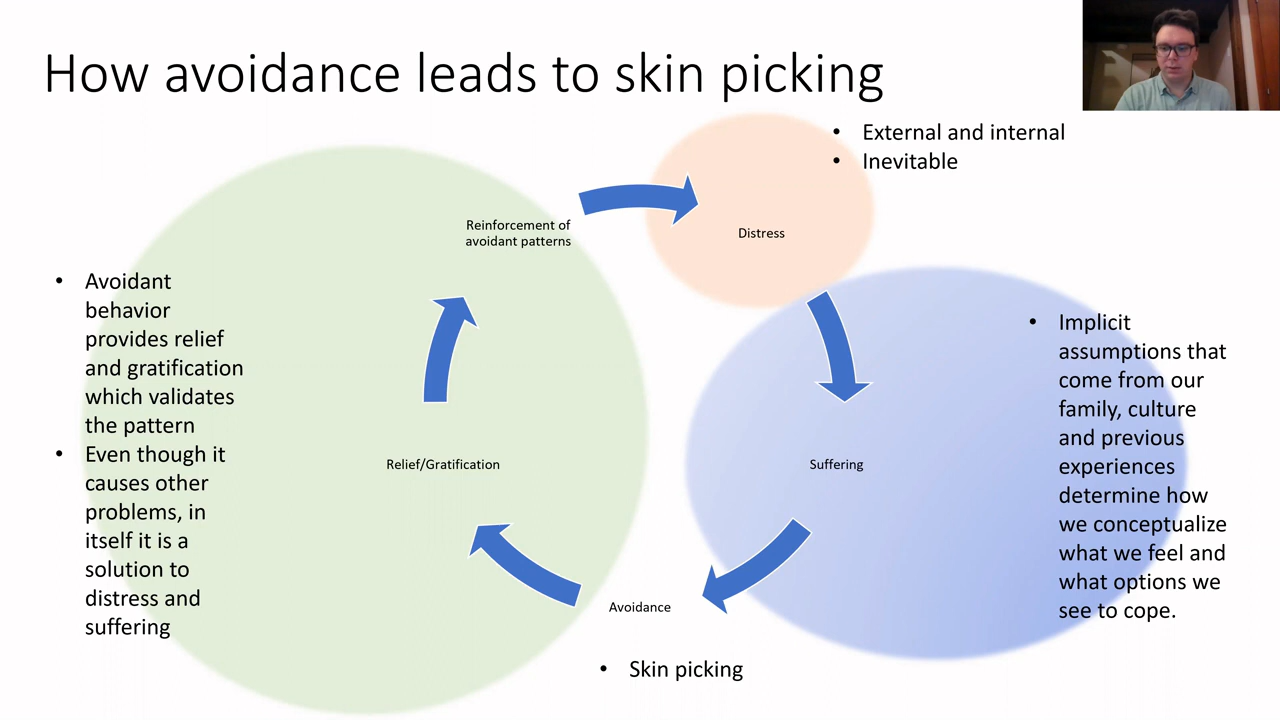 How avoidance leads to skin picking
• External and internal
• Inevitable
Reinforcement of
avoidant patterns
Distress
• Avoidant
behavior
provides relief
and gratification
which validates
the pattern
• Even though it
causes other
problems, in
itself it is a
solution to
distress and
suffering
• Implicit
assumptions that
come from our
family, culture
and previous
experiences
determine how
we conceptualize
what we feel and
what options we
see to cope.
Relief/Gratification
Suffering
Avoidance
• Skin picking